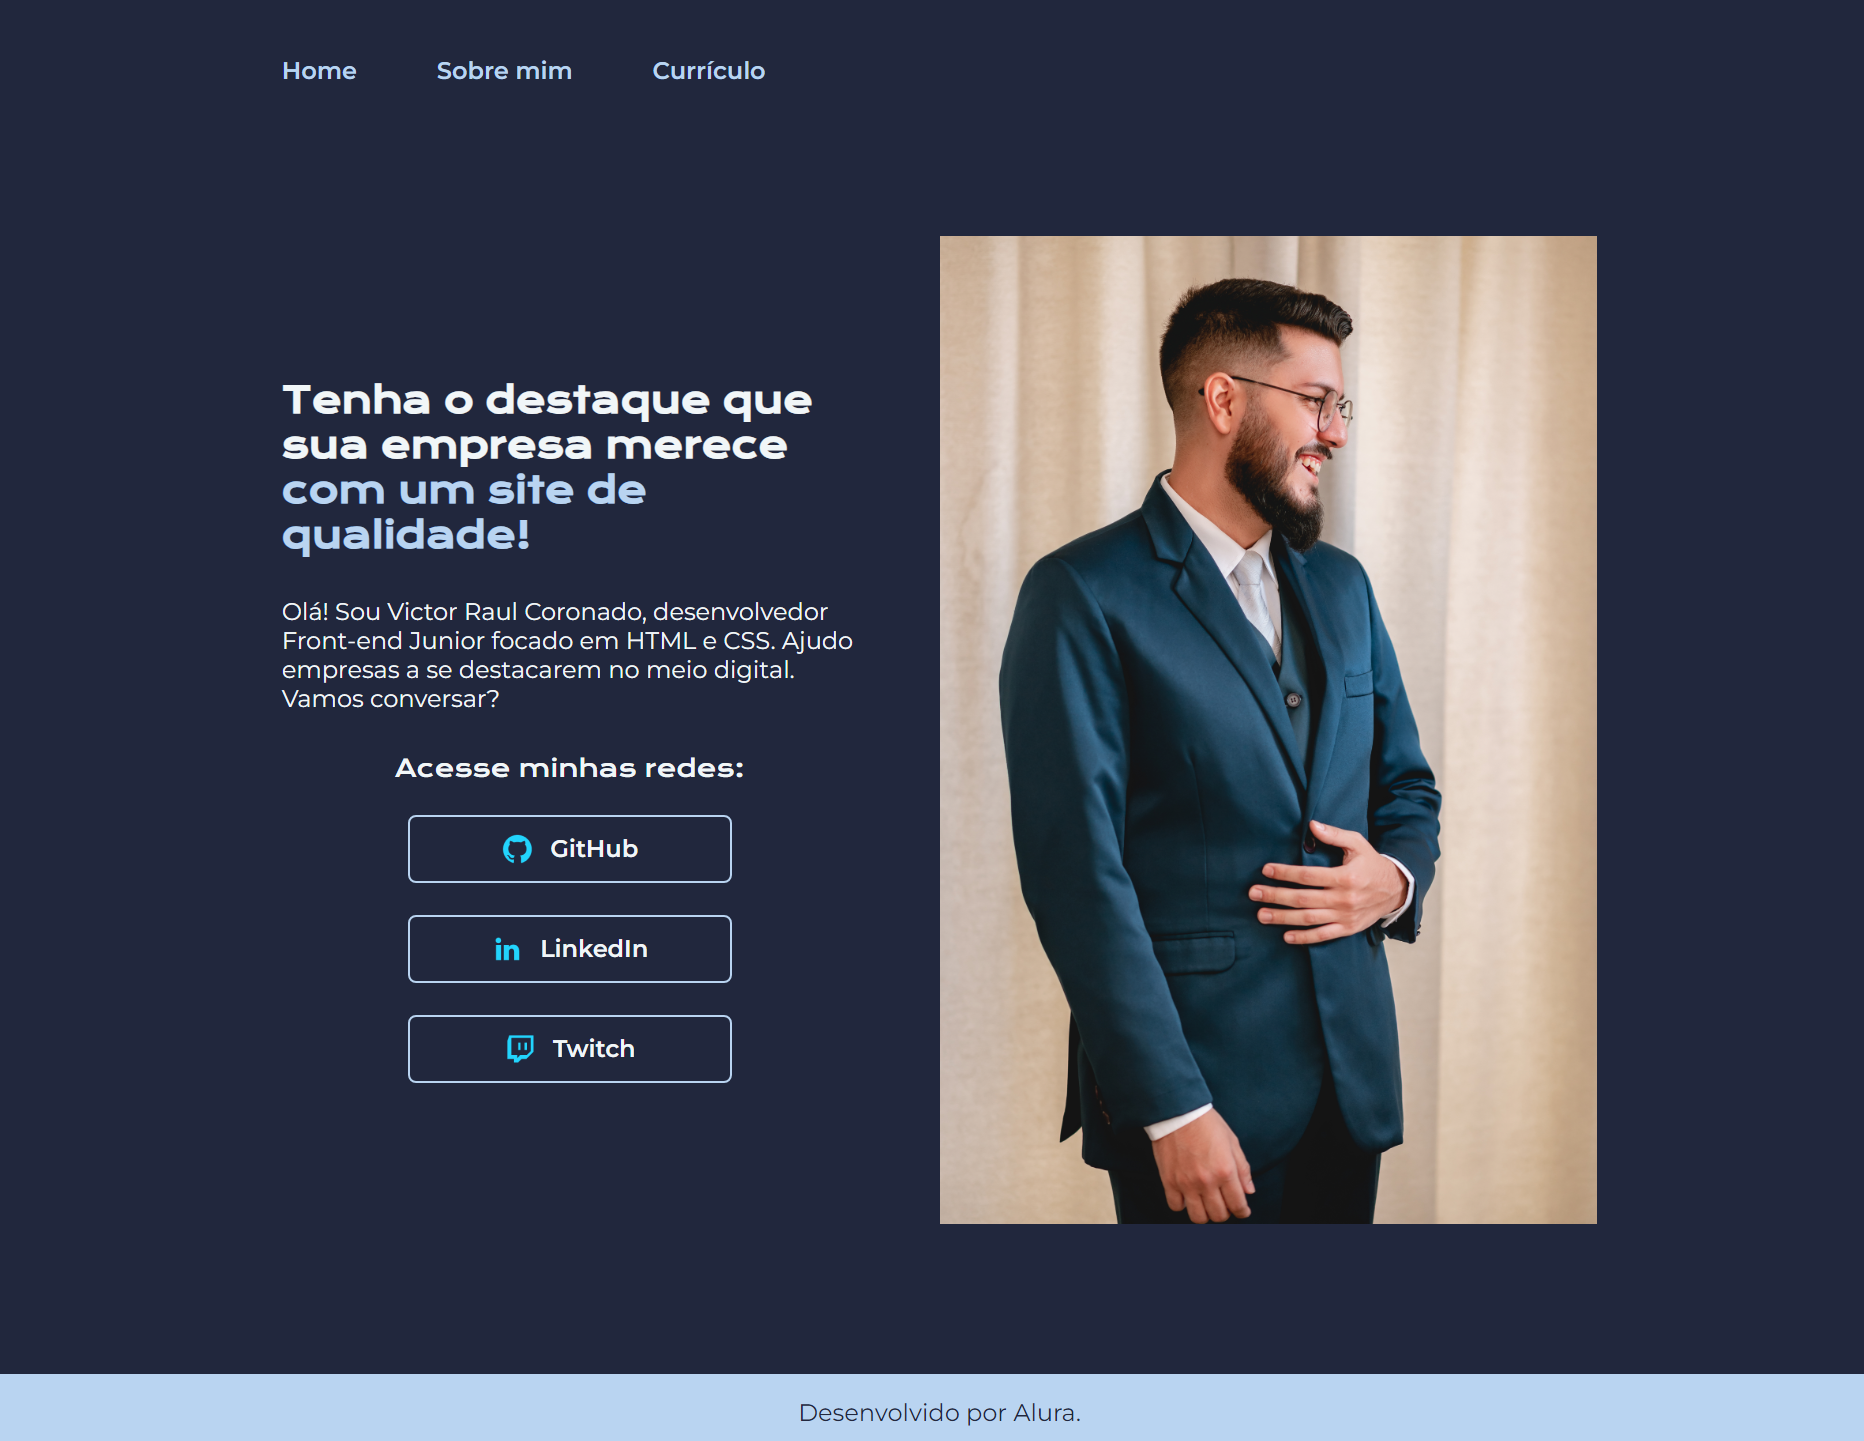 Home Sobre mim Currículo
Tenha o destaque que
sua empresa merece
com um site de
qualidade!
Olá! Sou Victor Raul Coronado, desenvolvedor
Front-end Junior focado em HTML e CSS. Ajudo
empresas a se destacarem no meio digital.
Vamos conversar?
Acesse minhas redes:
GitHub
LinkedIn
Twitch
Desenvolvido por Alura.